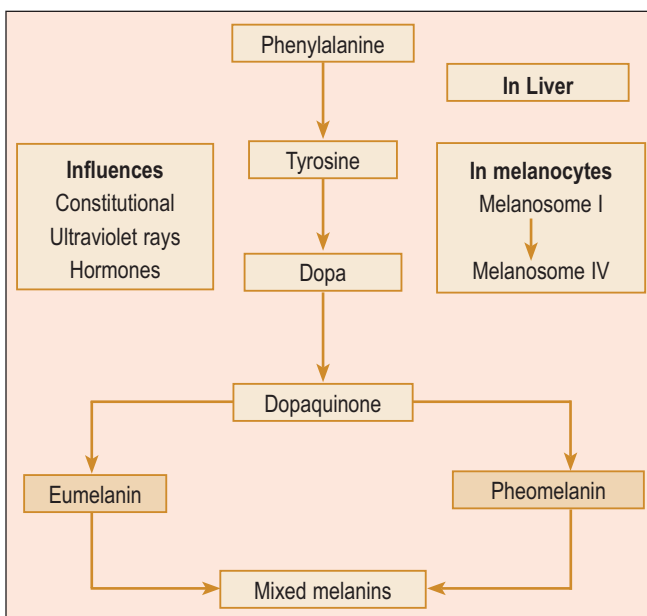 Phenylalanine
In Liver
Tyrosine
Influences
Constitutional
Ultraviolet rays
Hormones
In melanocytes
Melanosome I
Melanosome IV
Dopa
Dopaquinone
Eumelanin
Pheomelanin
Mixed melanins